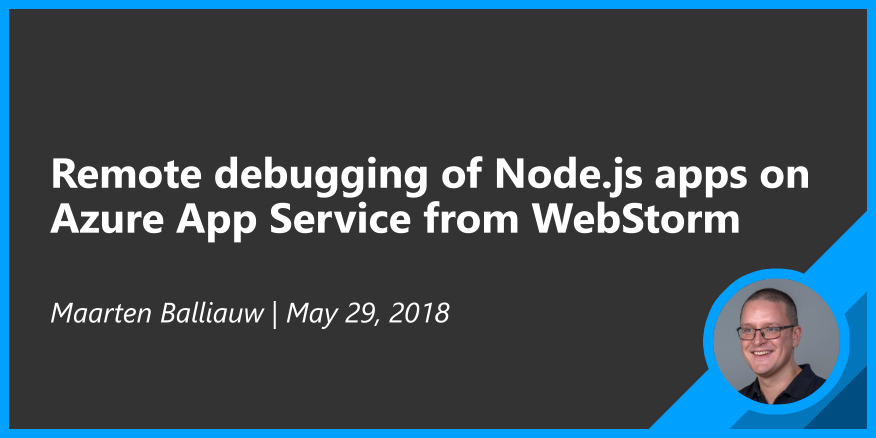 Remote debugging of Node.js apps on
Azure App Service from WebStorm
Maarten Balliauw | May 29, 2018